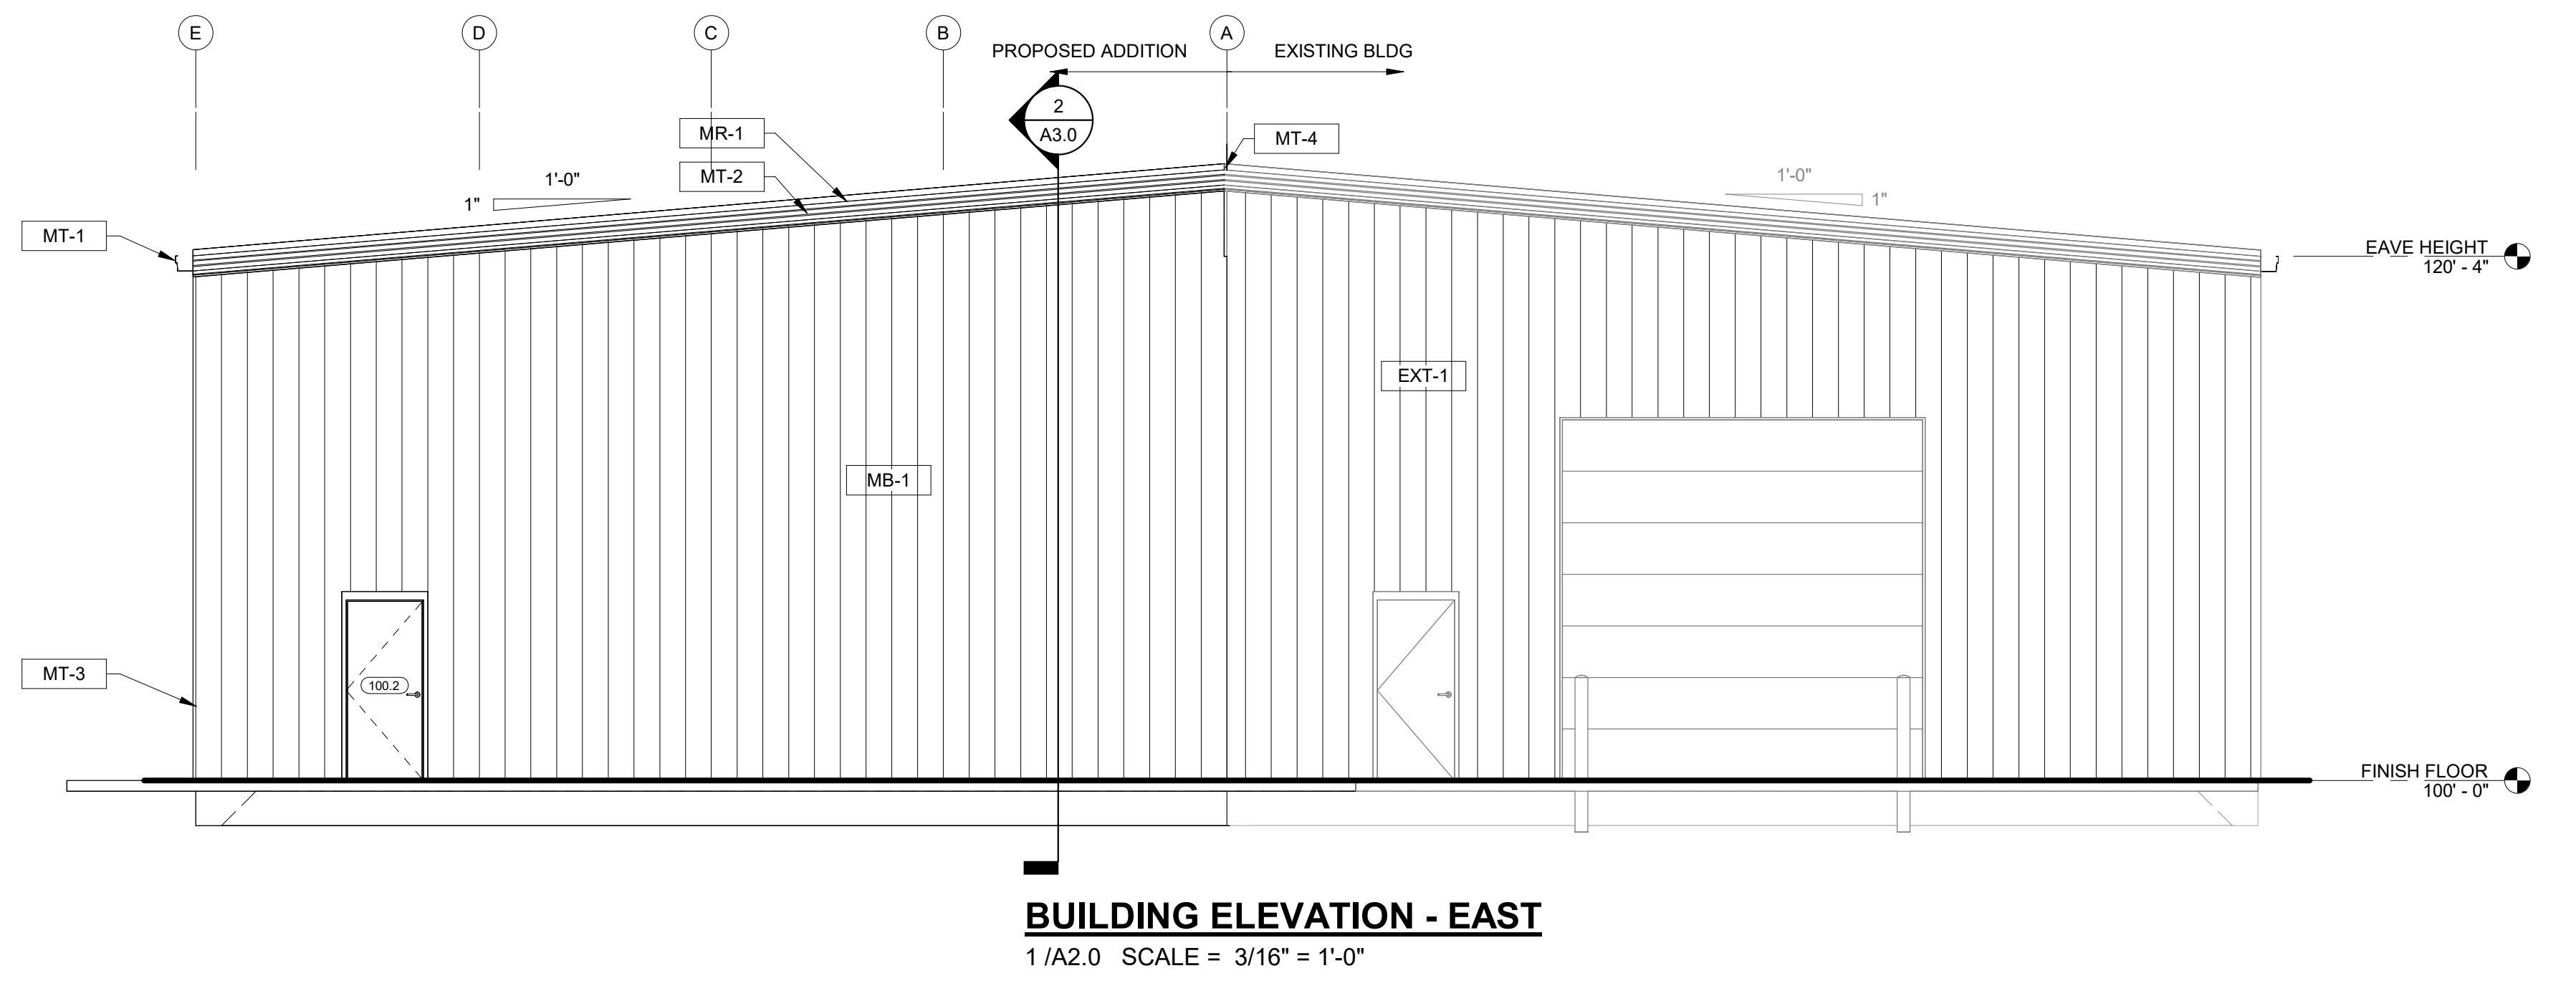 E
D
C
B
A
PROPOSED ADDITION
EXISTING BLDG
2
A3.0
MR-1
MT-4
MT-2
1'-0"
1"
1'-0"
1"
MT-1
EAVE HEIGHT
120' - 4"
EXT-1
MB-1
MT-3
100.2
FINISH FLOOR
100' - 0"
BUILDING ELEVATION - EAST
1 /A2.0 SCALE = 3/16" = 1'-0"